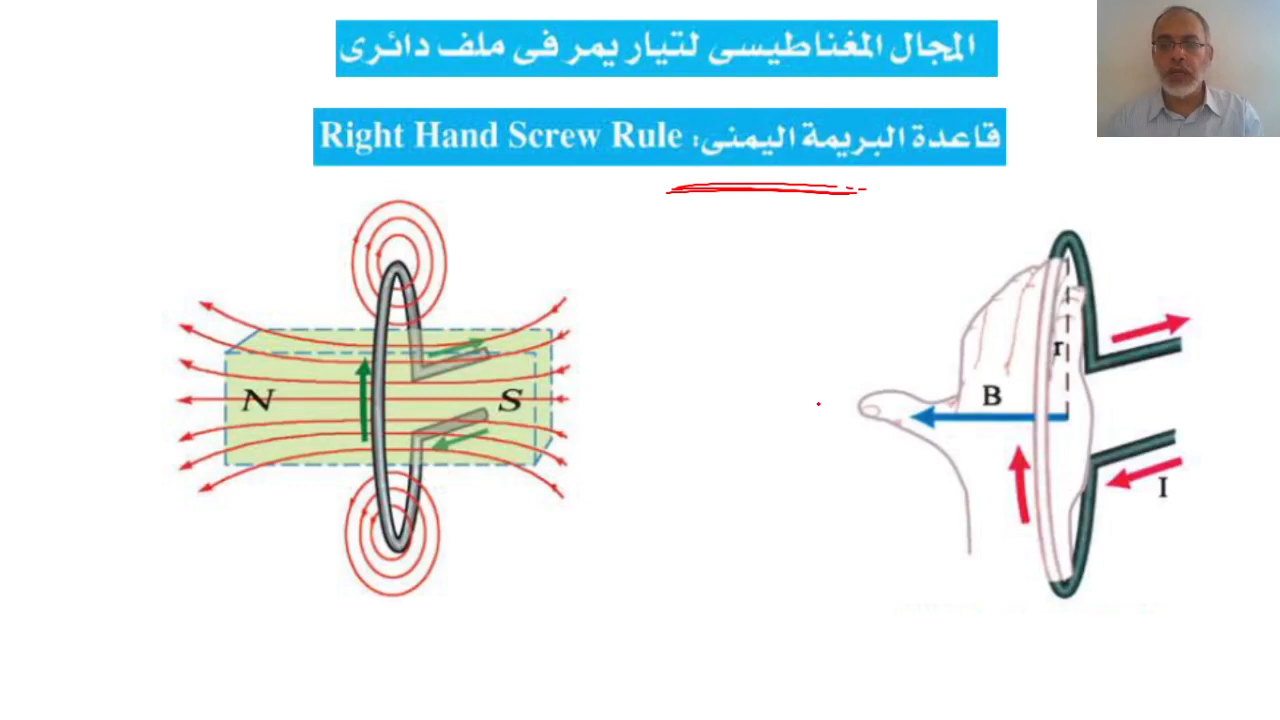 المجال المغناطيسى لتيار يمر فى ملف دائرى
قاعدة البريمة اليمنى: Right Hand Screw Rule
N
S
r
B
I